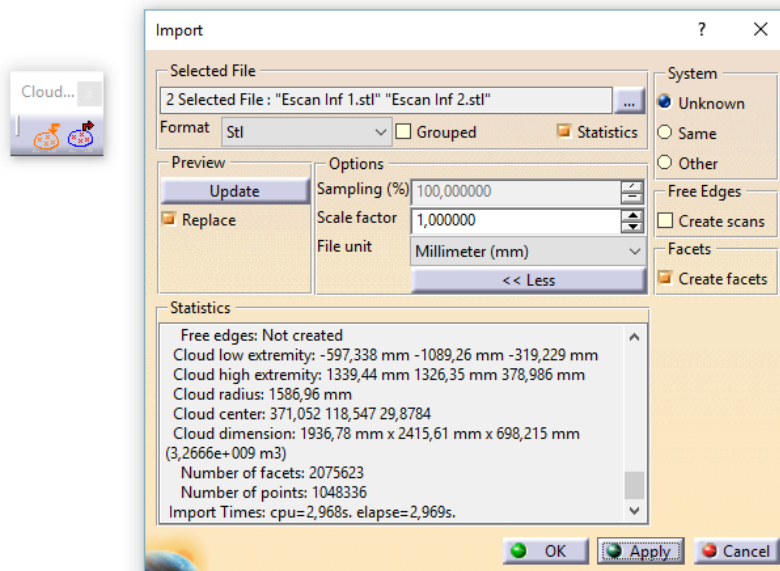 Import
?
X
Cloud...
x
Selected File
2 Selected File : "Escan Inf 1.stl" "Escan Inf 2.stl"
...
Format
Stl
Grouped
Statistics
System
Unknown
Same
Other
Preview
Update
Replace
Options
Sampling (%)
100,000000
Scale factor
1,000000
File unit
Millimeter (mm)
<< Less
Free Edges
Create scans
Facets
Create facets
Statistics
Free edges: Not created
Cloud low extremity: -597,338 mm -1089,26 mm -319,229 mm
Cloud high extremity: 1339,44 mm 1326,35 mm 378,986 mm
Cloud radius: 1586,96 mm
Cloud center: 371,052 118,547 29,8784
Cloud dimension: 1936,78 mm x 2415,61 mm x 698,215 mm
(3,2666e+009 m3)
Number of facets: 2075623
Number of points: 1048336
Import Times: cpu=2,968s. elapse=2,969s.
OK
Apply
Cancel